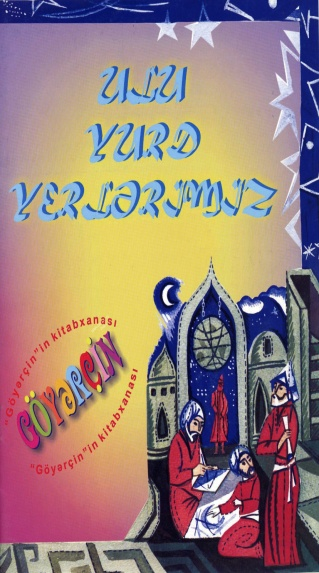 ULU
YURD
YERLƏRİMİZ
"Göyərçin"in kitabxanası
GÖYƏRÇİN
"Göyərçin"in kitabxanası